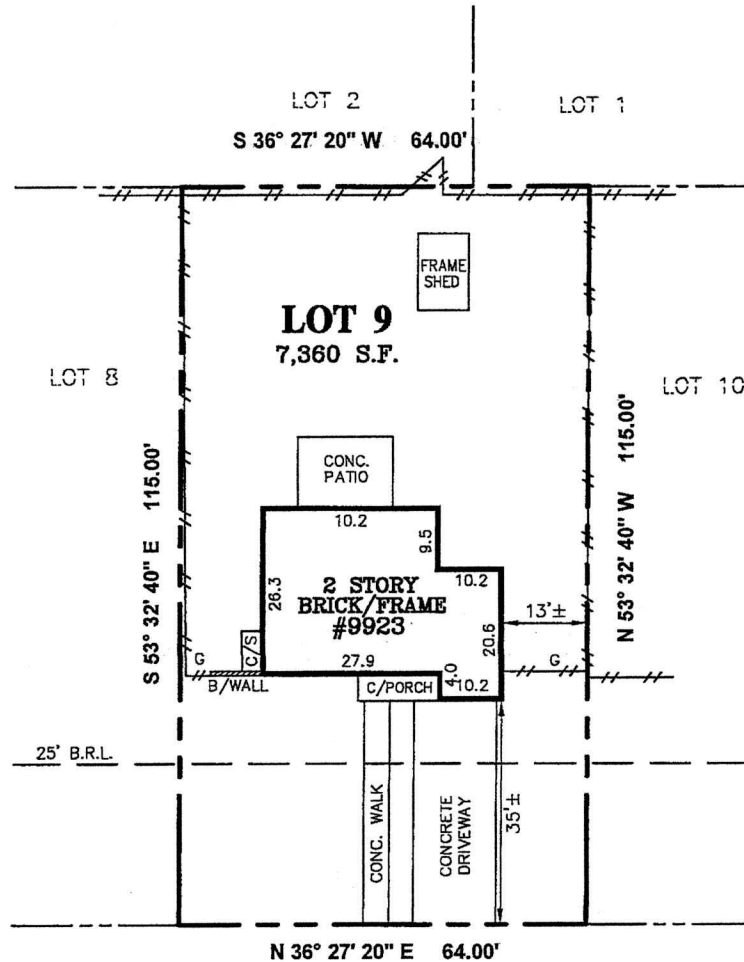 LOT 2
LOT 1
S 36° 27' 20" W 64.00'
FRAME
SHED
LOT 9
7,360 S.F.
LOT 8
LOT 10
S 53° 32' 40" E 115.00'
N 53° 32' 40" W 115.00'
CONC.
PATIO
10.2
9.5
10.2
26.3
2 STORY
BRICK/FRAME
#9923
13'±
20.6
C/S
27.9
4.0
G
G
B/WALL
C/PORCH
10.2
25' B.R.L.
CONC. WALK
CONCRETE
DRIVEWAY
35'±
N 36° 27' 20" E 64.00'